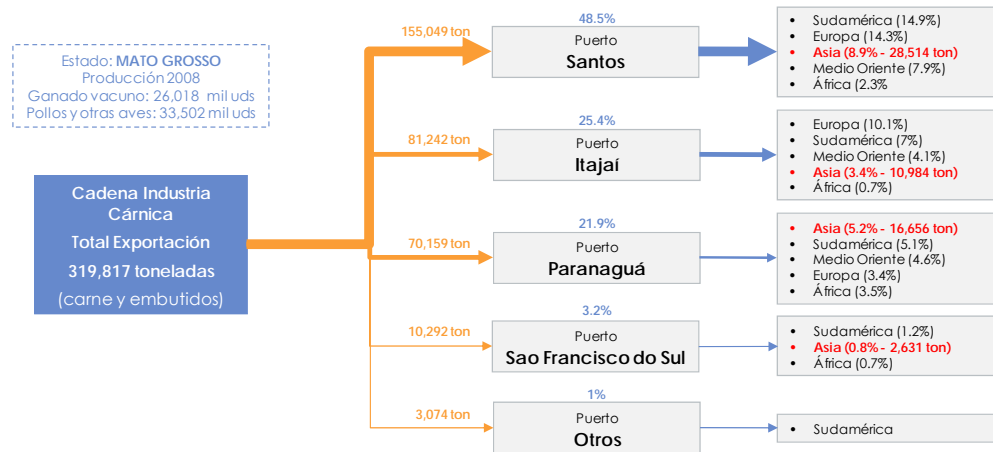 Estado: MATO GROSSO
Producción 2008
Ganado vacuno: 26,018 mil uds
Pollos y otras aves: 33,502 mil uds
Cadena Industria
Cárnica
Total Exportación
319,817 toneladas
(carne y embutidos)
155,049 ton
48.5%
Puerto
Santos
• Sudamérica (14.9%)
• Europa (14.3%)
• Asia (8.9% - 28,514 ton)
• Medio Oriente (7.9%)
• África (2.3%
81,242 ton
25.4%
Puerto
Itajaí
• Europa (10.1%)
• Sudamérica (7%)
• Medio Oriente (4.1%)
• Asia (3.4% - 10,984 ton)
• África (0.7%)
70,159 ton
21.9%
Puerto
Paranaguá
• Asia (5.2% - 16,656 ton)
• Sudamérica (5.1%)
• Medio Oriente (4.6%)
• Europa (3.4%)
• África (3.5%)
10,292 ton
3.2%
Puerto
Sao Francisco do Sul
• Sudamérica (1.2%)
• Asia (0.8% - 2,631 ton)
• África (0.7%)
3,074 ton
1%
Puerto
Otros
• Sudamérica